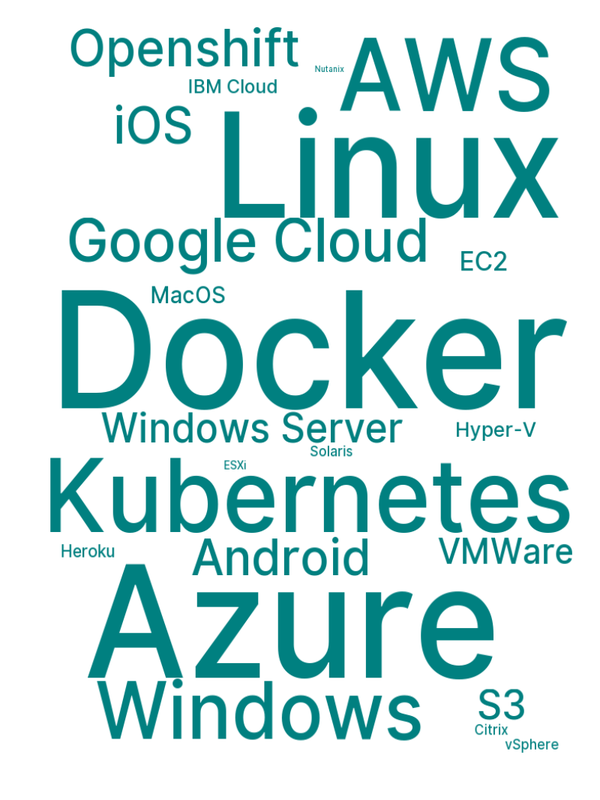 Openshift
Nutanix
AWS
IBM Cloud
iOS
Linux
Google Cloud
EC2
MacOS
Docker
Windows Server
Hyper-V
Solaris
ESXi
Kubernetes
Heroku
Android
VMWare
Azure
Windows
S3
Citrix
vSphere